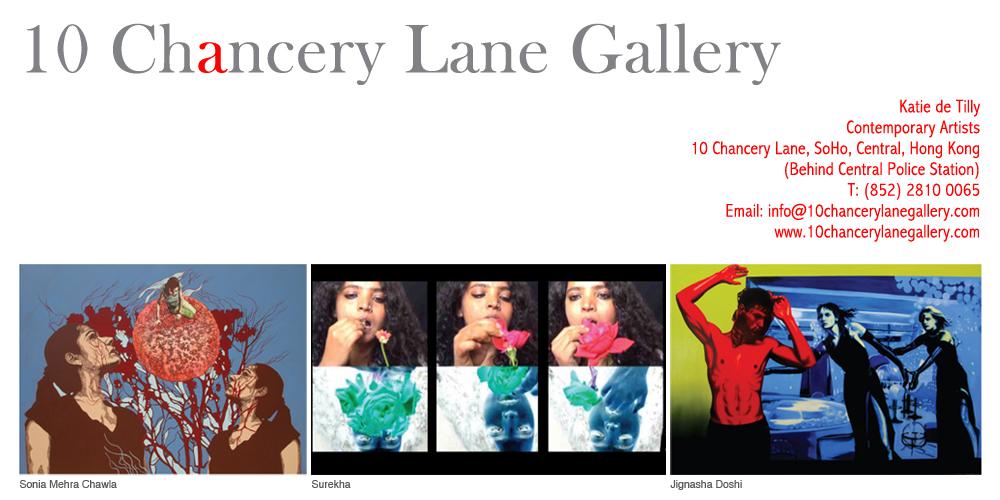 10 Chancery Lane Gallery
Katie de Tilly
Contemporary Artists
10 Chancery Lane, SoHo, Central, Hong Kong
(Behind Central Police Station)
T: (852) 2810 0065
Email: info@10chancerylanegallery.com
www.10chancerylanegallery.com
Sonia Mehra Chawla
Surekha
Jignasha Doshi